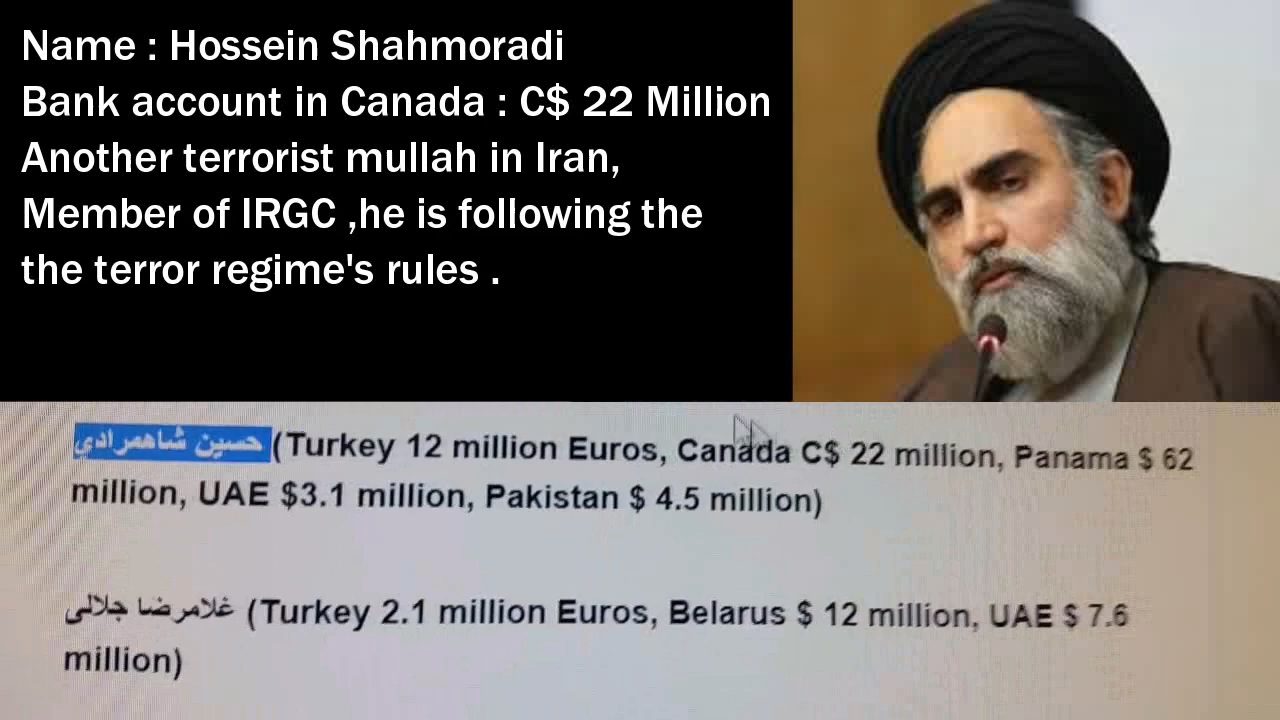 Name : Hossein Shahmoradi
Bank account in Canada : C$ 22 Million
Another terrorist mullah in Iran,
Member of IRGC ,he is following the
the terror regime's rules .
حسين شاهمرادي (Turkey 12 million Euros, Canada C$ 22 million, Panama $ 62
million, UAE $3.1 million, Pakistan $ 4.5 million)
غلامرضا جلالی (Turkey 2.1 million Euros, Belarus $ 12 million, UAE $ 7.6
million)